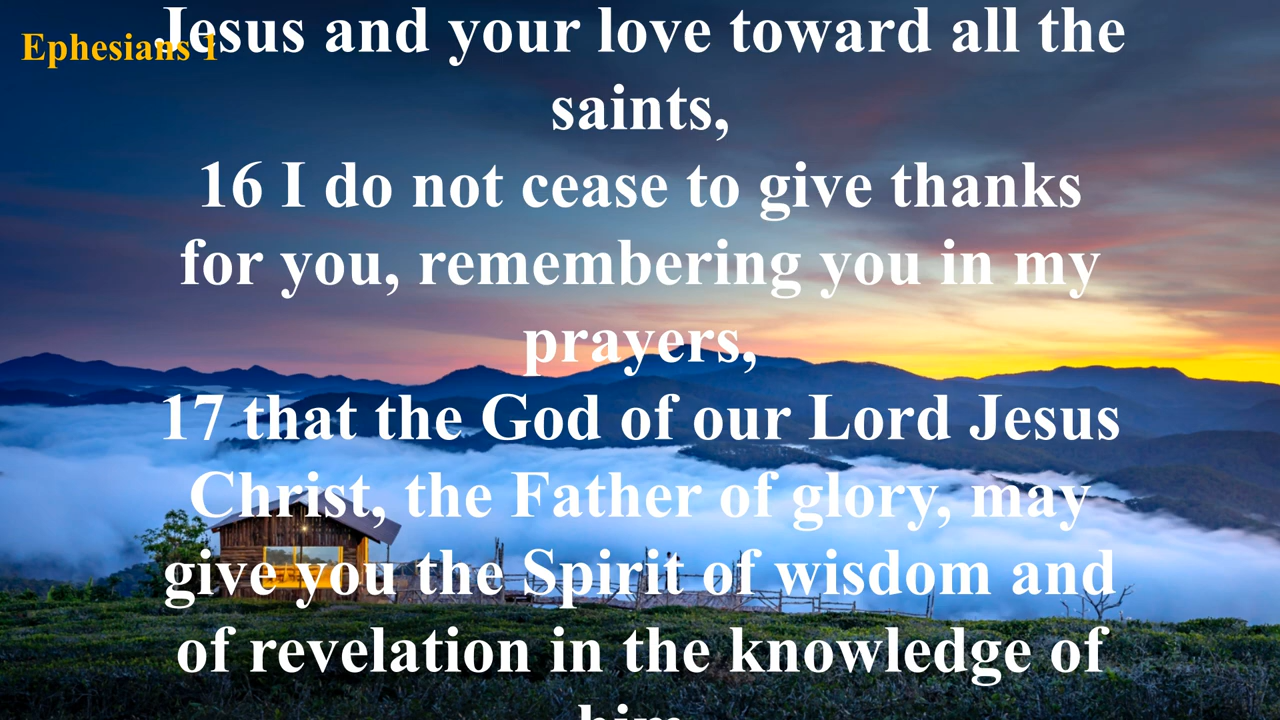 Ephesians 1
Jesus and your love toward all the
saints,
16 I do not cease to give thanks
for you, remembering you in my
prayers,
17 that the God of our Lord Jesus
Christ, the Father of glory, may
give you the Spirit of wisdom and
of revelation in the knowledge of
him